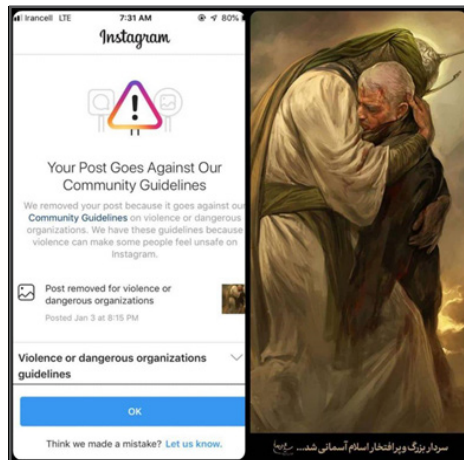 Irancell LTE 7:31 AM 80%
Instagram
Your Post Goes Against Our
Community Guidelines
We removed your post because it goes against our
Community Guidelines on violence or dangerous
organizations. We have these guidelines because
violence can make some people feel unsafe on
Instagram.
Post removed for violence or
dangerous organizations
Posted Jan 3 at 8:15 PM
Violence or dangerous organizations
guidelines
OK
Think we made a mistake? Let us know.
سردار بزرگ و پرافتخار اسلام آسمانی شد...